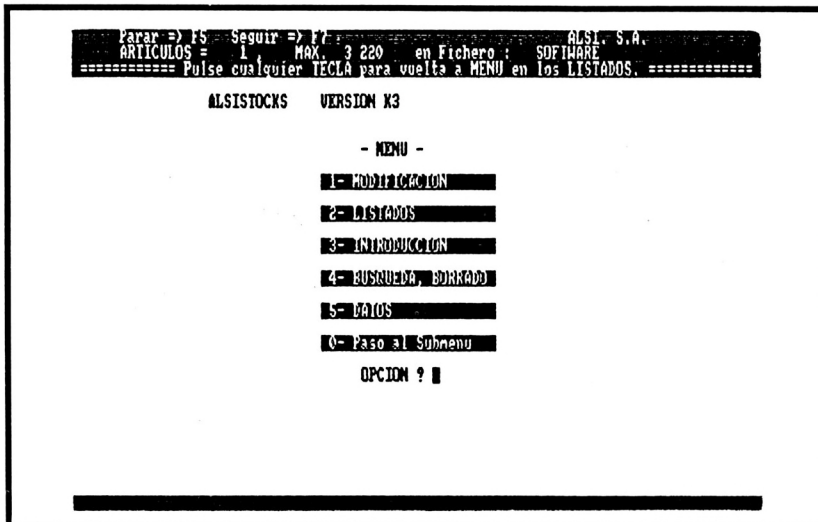 Parar => F5 Seguir => F7 ALSI. S.A.
ARTICULOS = 1 , MAX. 3 220 en Fichero : SOFTWARE
============ Pulse cualquier TECLA para vuelta a MENU en los LISTADOS. =============
ALSISTOCKS VERSION X3
- MENU -
1- MODIFICACION
2- LISTADOS
3- INTRODUCCION
4- BUSQUEDA, BORRADO
5- DATOS
0- Paso al Submenu
OPCION ?